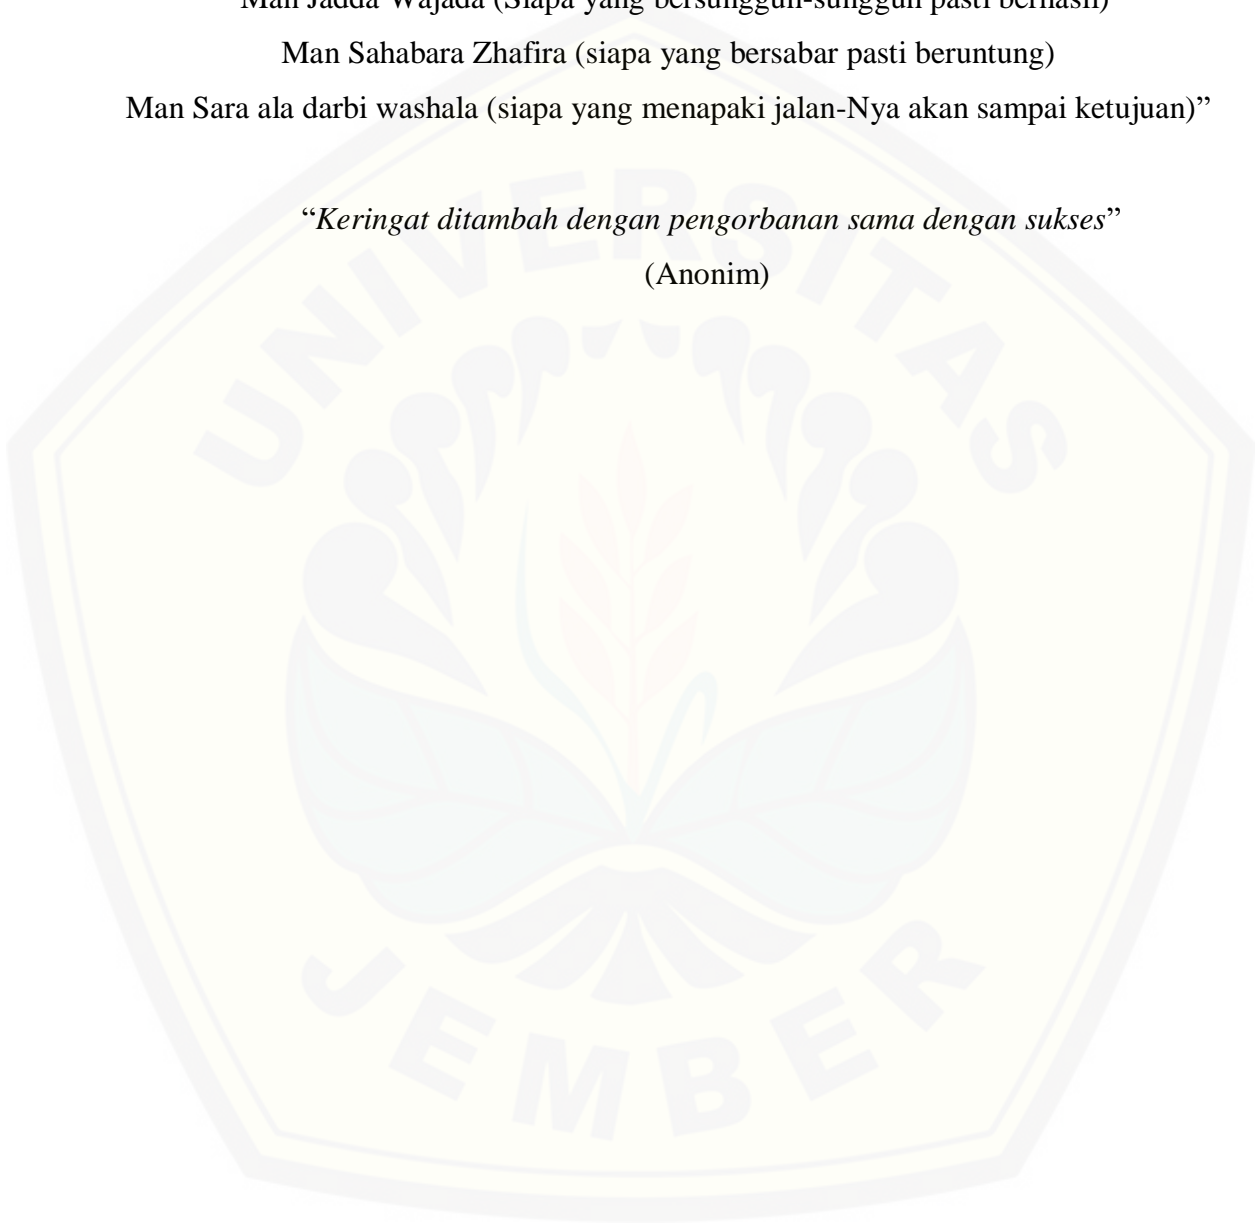 “Man Jadda Wajada (Siapa yang bersungguh-sungguh pasti berhasil)
Man Sahabara Zhafira (siapa yang bersabar pasti beruntung)
Man Sara ala darbi washala (siapa yang menapaki jalan-Nya akan sampai ketujuan)”
“Keringat ditambah dengan pengorbanan sama dengan sukses”
(Anonim)
UNIVERSITAS
JEMBER